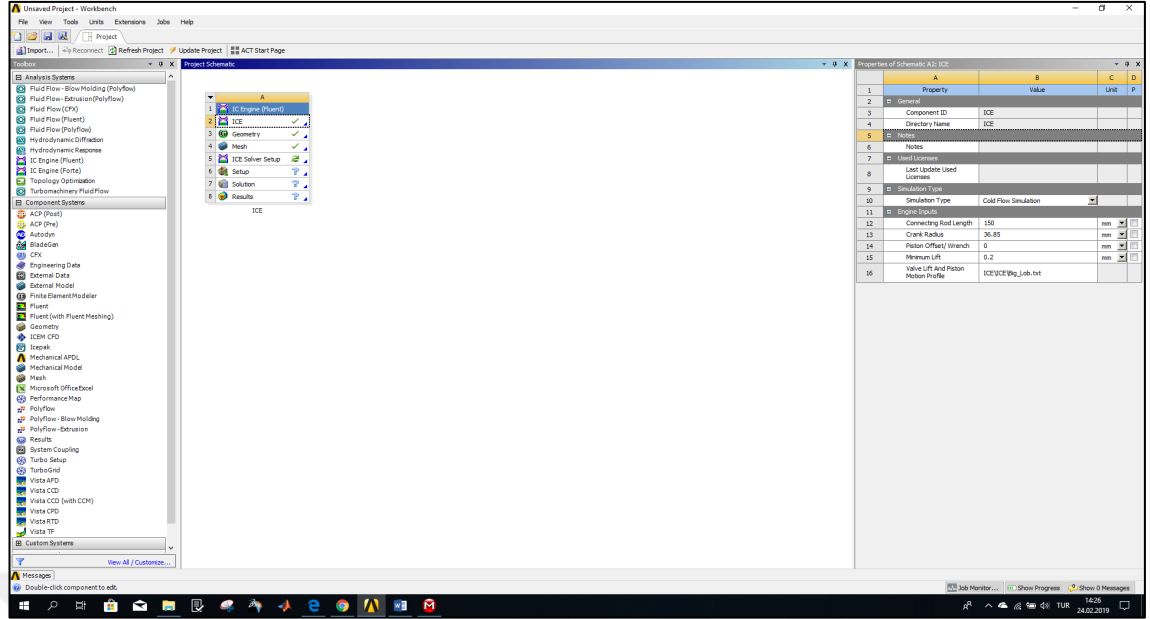 Unsaved Project - Workbench
File View Tools Units Extensions Jobs Help
Project
Import... Reconnect Refresh Project Update Project ACT Start Page
Toolbox
Analysis Systems
Fluid Flow - Blow Molding (Polyflow)
Fluid Flow - Extrusion (Polyflow)
Fluid Flow (CFX)
Fluid Flow (Fluent)
Fluid Flow (Polyflow)
Hydrodynamic Diffraction
Hydrodynamic Response
IC Engine (Fluent)
IC Engine (Forte)
Topology Optimization
Turbomachinery Fluid Flow
Component Systems
ACP (Post)
ACP (Pre)
Autodyn
BladeGen
CFX
Engineering Data
External Data
External Model
Finite Element Modeler
Fluent
Fluent (with Fluent Meshing)
Geometry
ICEM CFD
Icepak
Mechanical APDL
Mechanical Model
Mesh
Microsoft Office Excel
Performance Map
Polyflow
Polyflow - Blow Molding
Polyflow - Extrusion
Results
System Coupling
Turbo Setup
TurboGrid
Vista AFD
Vista CCD
Vista CCD (with CCM)
Vista CPD
Vista RTD
Vista TF
Custom Systems
View All / Customize...
Project Schematic
A
1 IC Engine (Fluent)
2 ICE
3 Geometry
4 Mesh
5 ICE Solver Setup
6 Setup
7 Solution
8 Results
ICE
Properties of Schematic A2: ICE
A B C D
1 Property Value Unit P
2 General
3 Component ID ICE
4 Directory Name ICE
5 Notes
6 Notes
7 Used Licenses
8 Last Update Used Licenses
9 Simulation Type
10 Simulation Type Cold Flow Simulation
11 Engine Inputs
12 Connecting Rod Length 150 mm
13 Crank Radius 36.85 mm
14 Piston Offset/ Wrench 0 mm
15 Minimum Lift 0.2 mm
16 Valve Lift And Piston Motion Profile ICE\ICE\Big_Lob.txt
Messages
Double-click component to edit.
Job Monitor... Show Progress Show 0 Messages
TUR
14:26
24.02.2019